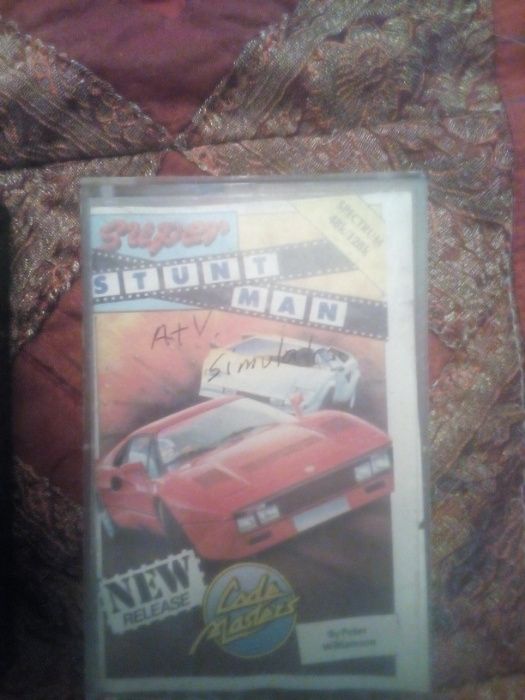 super
SPECTRUM
48k-128k
STUNT
MAN
ATV.
Simulator
NEW
RELEASE
Code
Masters
By Peter
Williamson